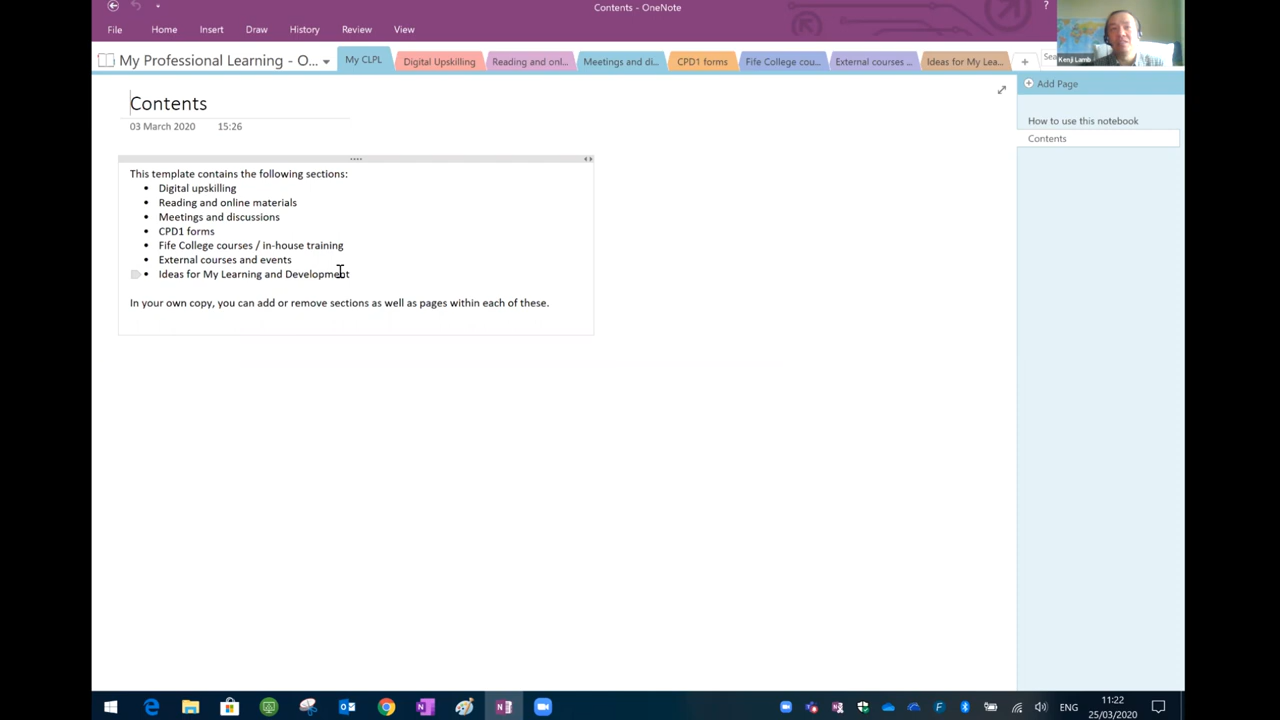 Contents - OneNote
?
File Home Insert Draw History Review View
Kenji Lamb
My Professional Learning - O... My CLPL Digital Upskilling Reading and onl... Meetings and di... CPD1 forms Fife College cou... External courses ... Ideas for My Lea... + Sea
Contents
03 March 2020 15:26
Add Page
How to use this notebook
Contents
This template contains the following sections:
• Digital upskilling
• Reading and online materials
• Meetings and discussions
• CPD1 forms
• Fife College courses / in-house training
• External courses and events
• Ideas for My Learning and Development
In your own copy, you can add or remove sections as well as pages within each of these.
ENG
11:22
25/03/2020